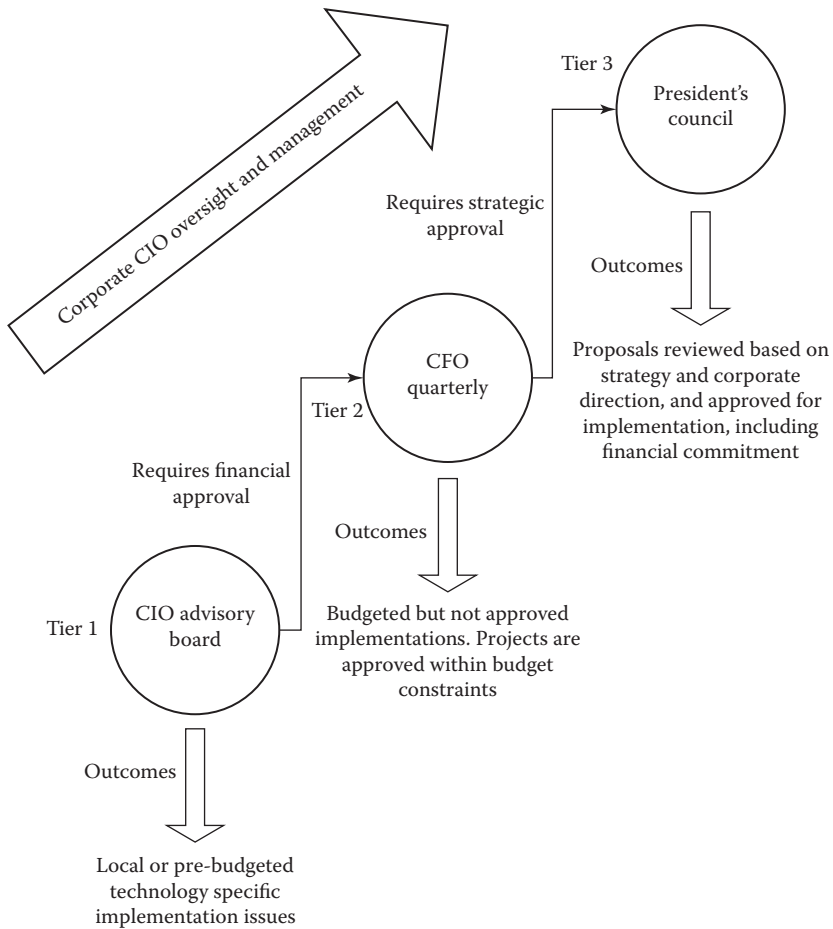 Corporate CIO oversight and management
Tier 3
President's
council
Requires strategic
approval
Outcomes
Proposals reviewed based on
strategy and corporate
direction, and approved for
implementation, including
financial commitment
CFO
quarterly
Tier 2
Requires financial
approval
Outcomes
Budgeted but not approved
implementations. Projects are
approved within budget
constraints
Tier 1
CIO advisory
board
Outcomes
Local or pre-budgeted
technology specific
implementation issues